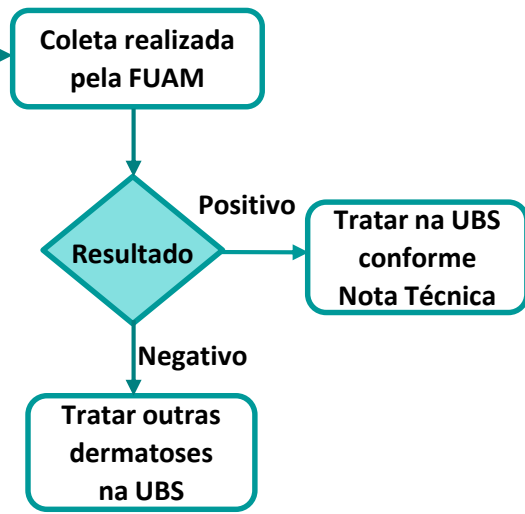 Coleta realizada
pela FUAM
Positivo
Resultado
Tratar na UBS
conforme
Nota Técnica
Negativo
Tratar outras
dermatoses
na UBS